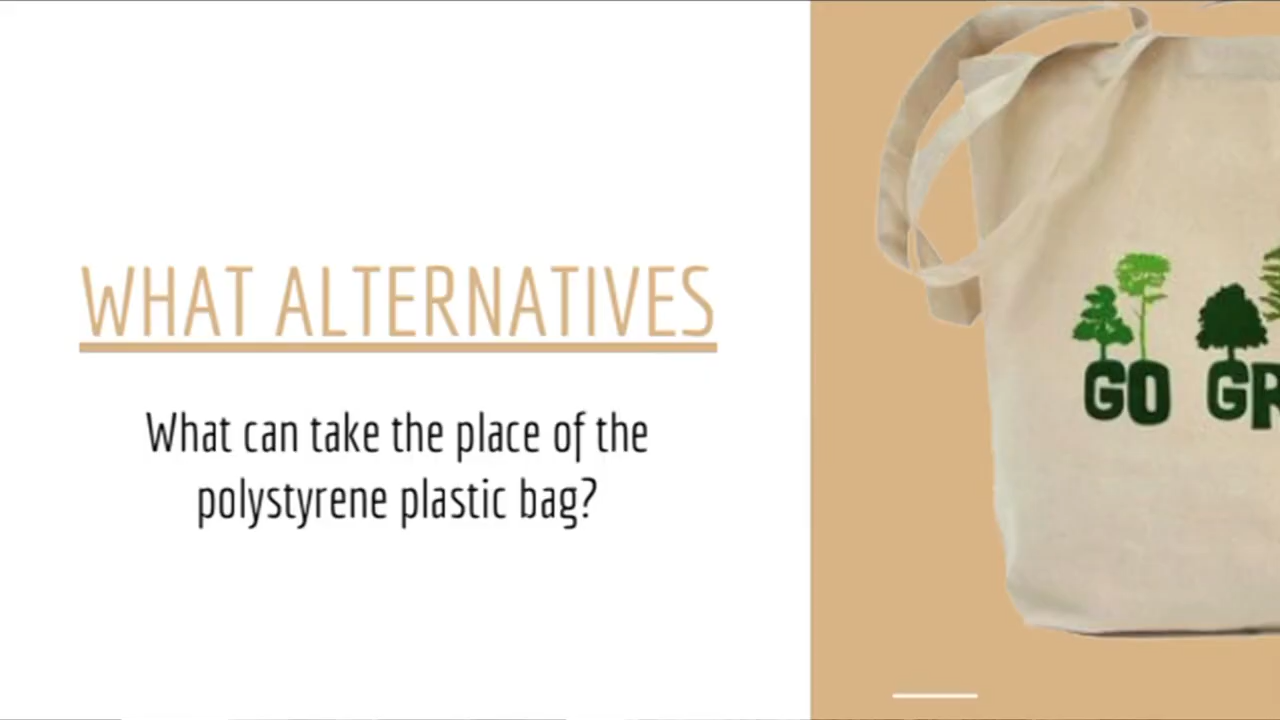 WHAT ALTERNATIVES
What can take the place of the
polystyrene plastic bag?
GO GR